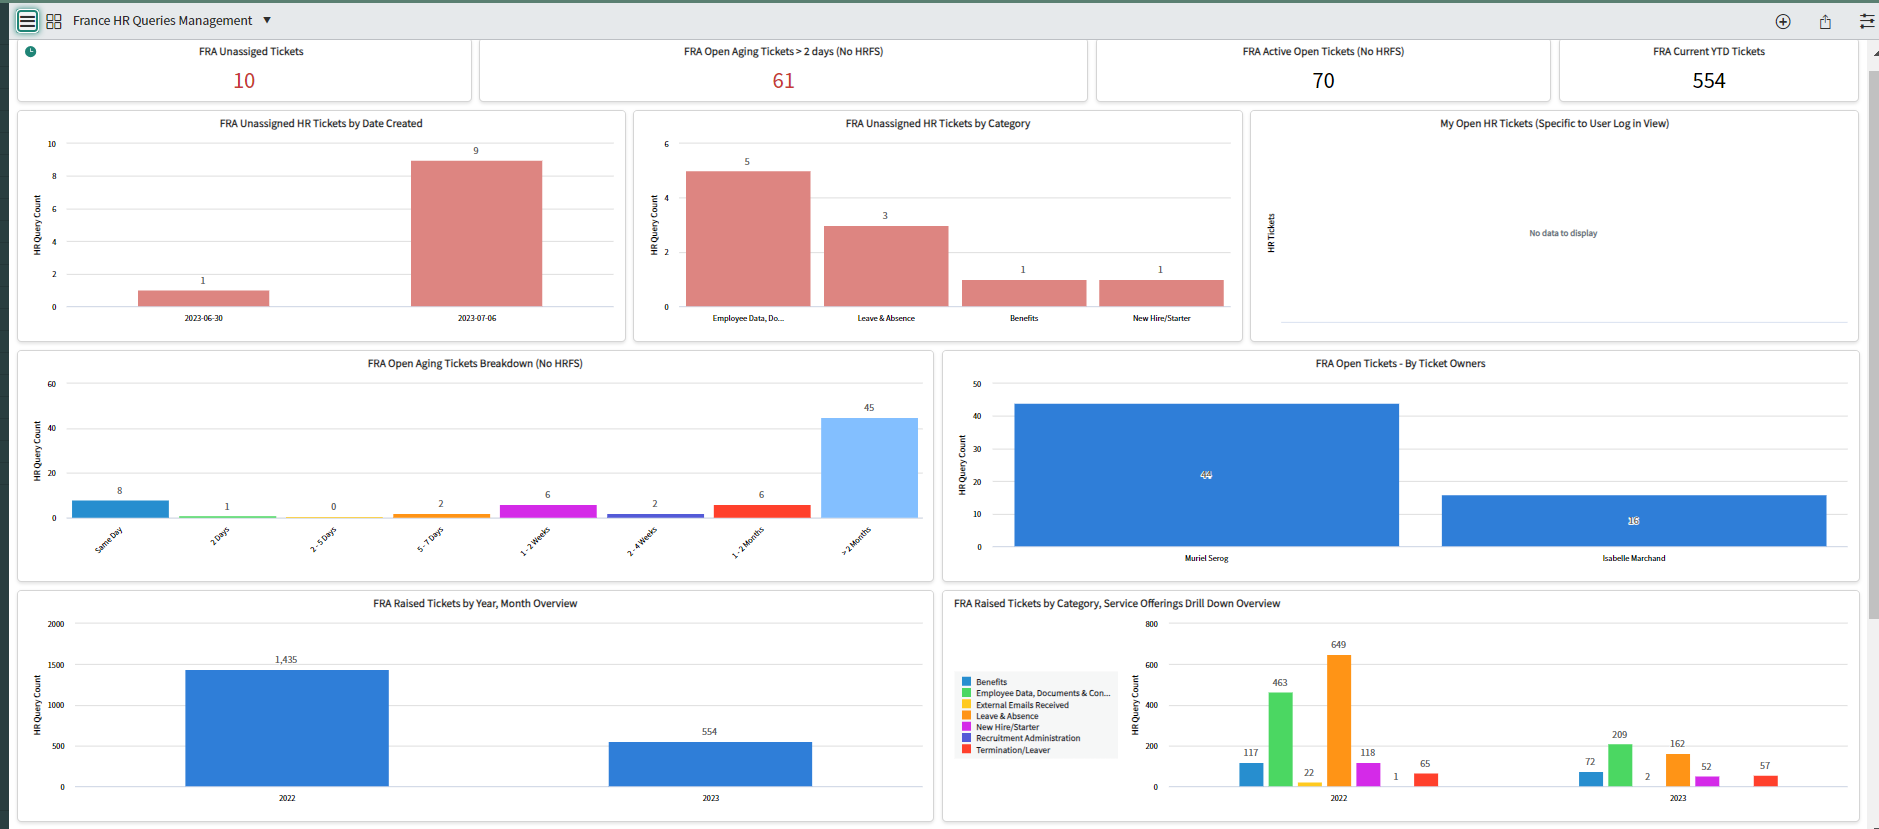 France HR Queries Management
FRA Unassiged Tickets
10
FRA Open Aging Tickets > 2 days (No HRFS)
61
FRA Active Open Tickets (No HRFS)
70
FRA Current YTD Tickets
554
FRA Unassigned HR Tickets by Date Created
HR Query Count
10
8
6
4
2
0
1
9
2023-06-30
2023-07-06
FRA Unassigned HR Tickets by Category
HR Query Count
6
4
2
0
5
3
1
1
Employee Data, Do...
Leave & Absence
Benefits
New Hire/Starter
My Open HR Tickets (Specific to User Log in View)
HR Tickets
No data to display
FRA Open Aging Tickets Breakdown (No HRFS)
HR Query Count
60
40
20
0
8
1
0
2
6
2
6
45
Same Day
2 Days
2 - 5 Days
5 - 7 Days
1 - 2 Weeks
2 - 4 Weeks
1 - 2 Months
> 2 Months
FRA Open Tickets - By Ticket Owners
HR Query Count
50
40
30
20
10
0
44
16
Muriel Serog
Isabelle Marchand
FRA Raised Tickets by Year, Month Overview
HR Query Count
2000
1500
1000
500
0
1,435
554
2022
2023
FRA Raised Tickets by Category, Service Offerings Drill Down Overview
Benefits
Employee Data, Documents & Con...
External Emails Received
Leave & Absence
New Hire/Starter
Recruitment Administration
Termination/Leaver
HR Query Count
800
600
400
200
0
117
463
22
649
118
1
65
72
209
2
162
52
57
2022
2023